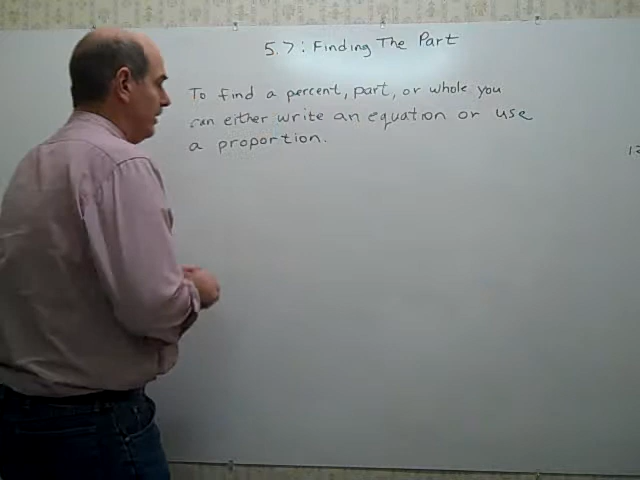 5.7: Finding The Part
To find a percent, part, or whole you
can either write an equation or use
a proportion.